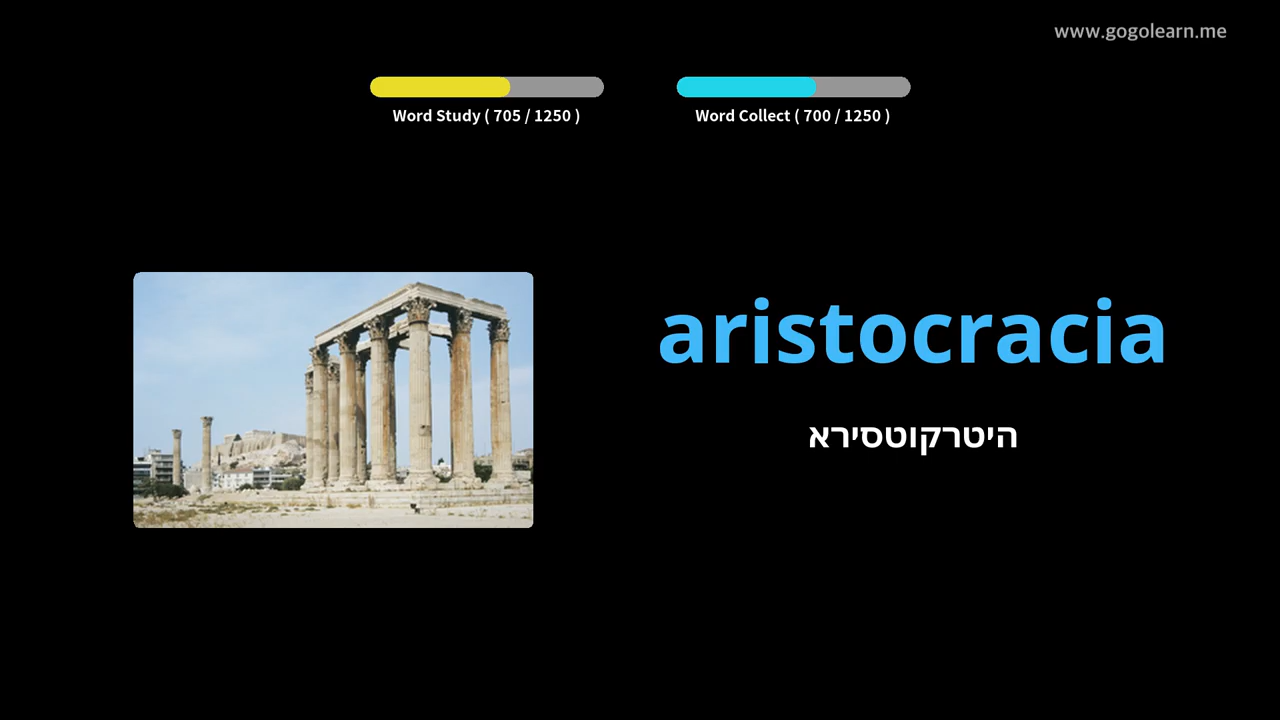 www.gogolearn.me
Word Study ( 705 / 1250 )
Word Collect ( 700 / 1250 )
aristocracia
היטרקוטסירא